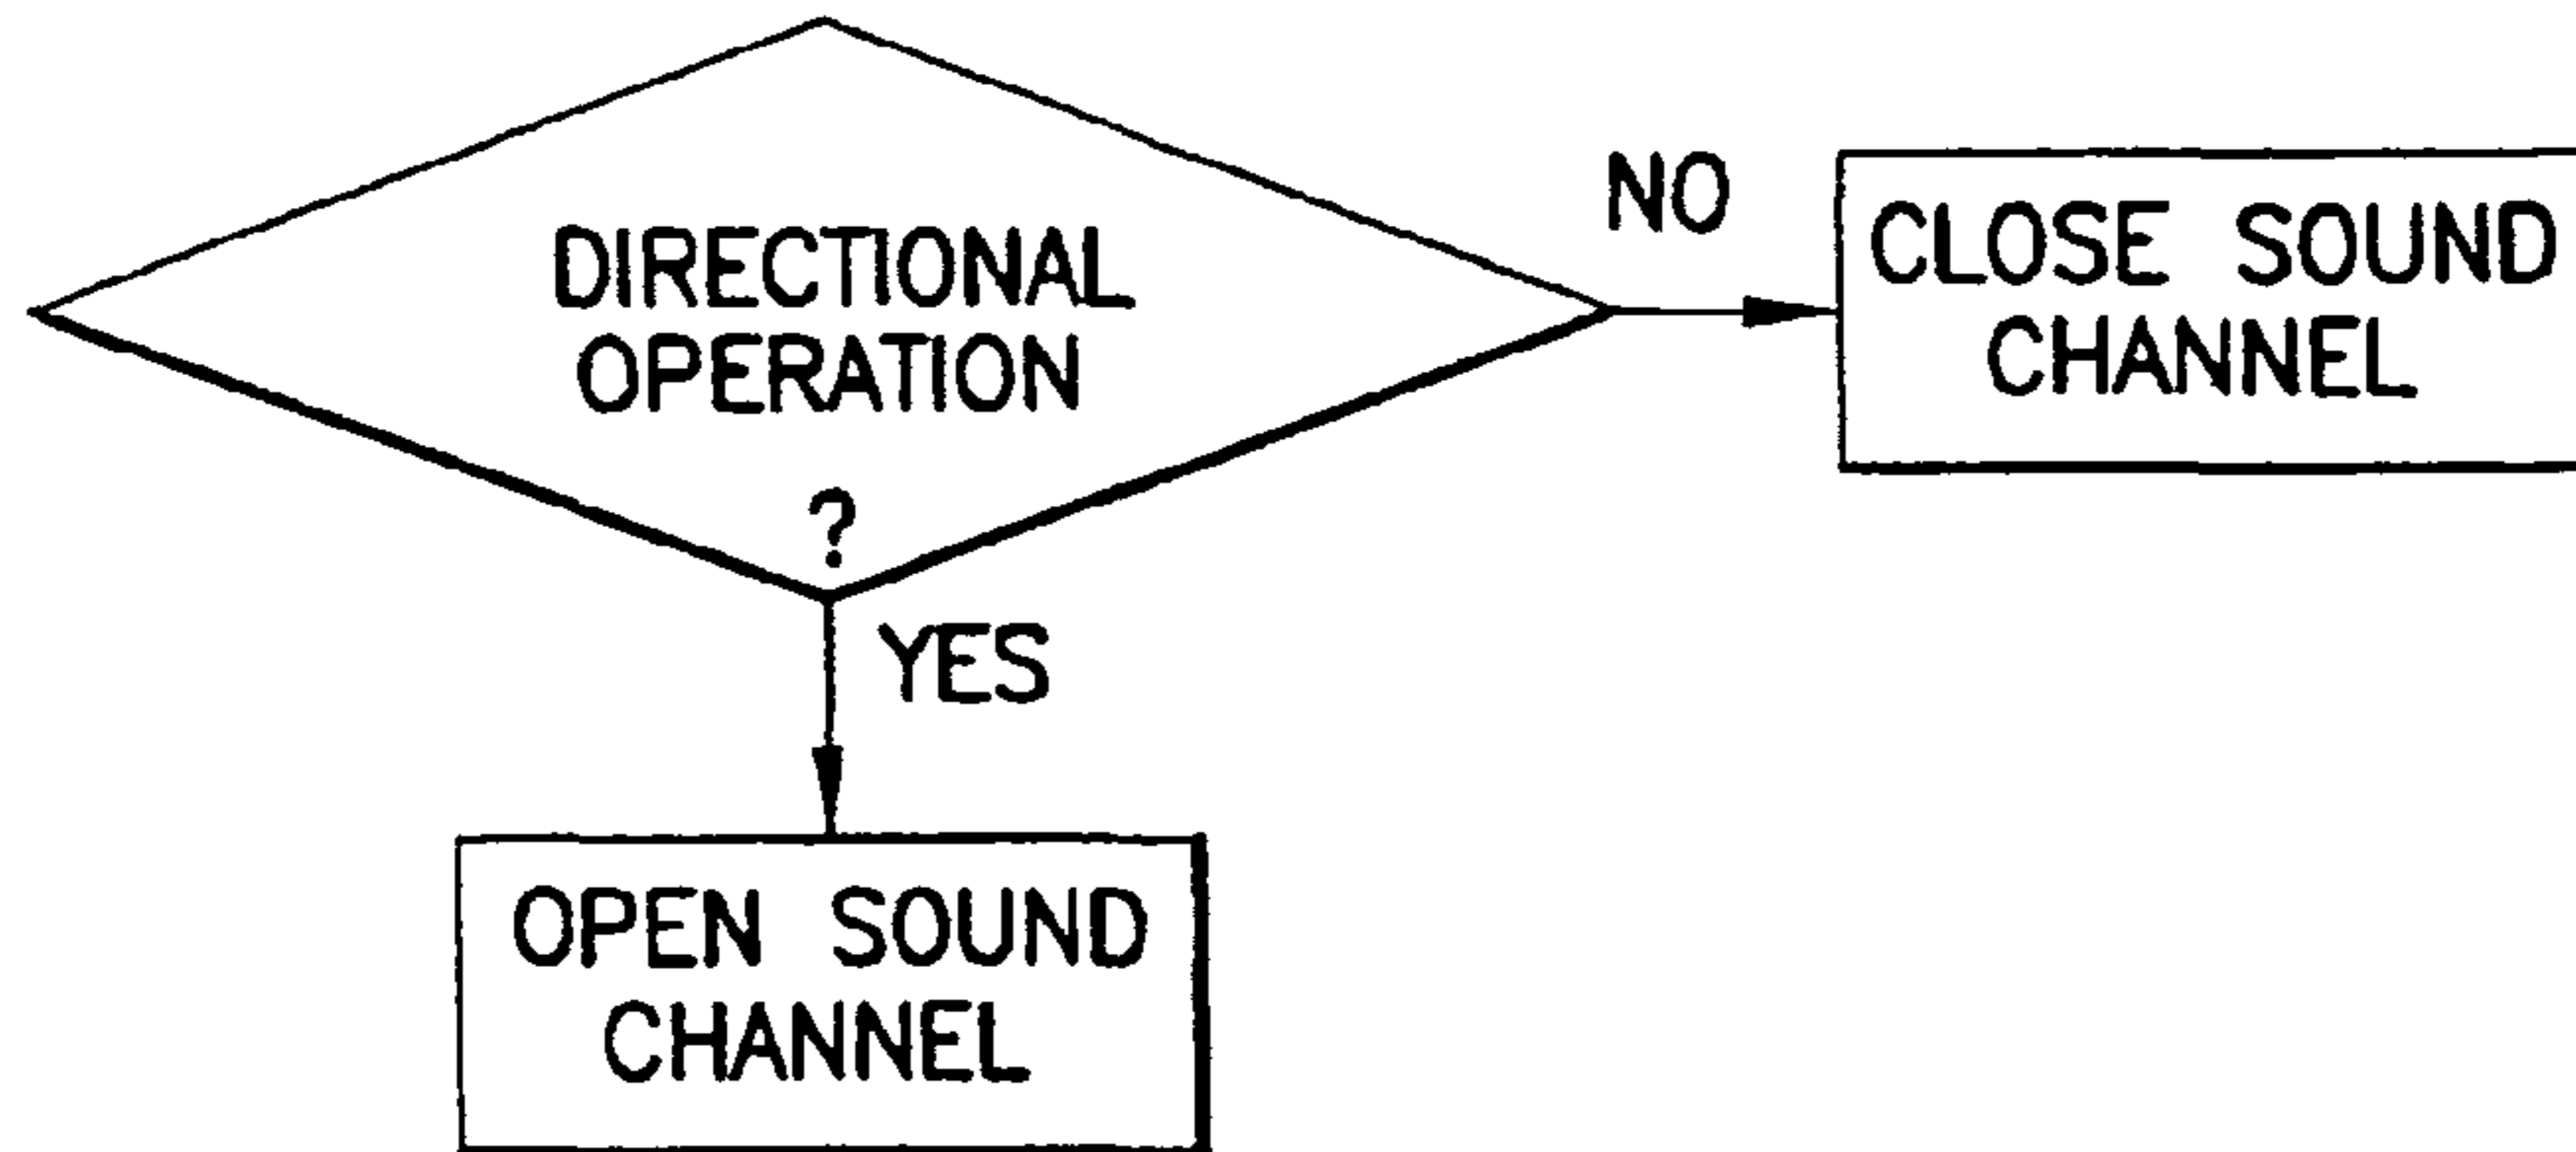 DIRECTIONAL
OPERATION
?
NO
CLOSE SOUND
CHANNEL
YES
OPEN SOUND
CHANNEL